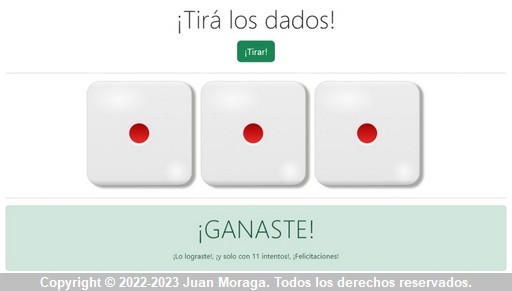 ¡Tirá los dados!
¡Tirar!
¡GANASTE!
¡Lo lograste!, ¡y solo con 11 intentos!, ¡Felicitaciones!
Copyright © 2022-2023 Juan Moraga. Todos los derechos reservados.